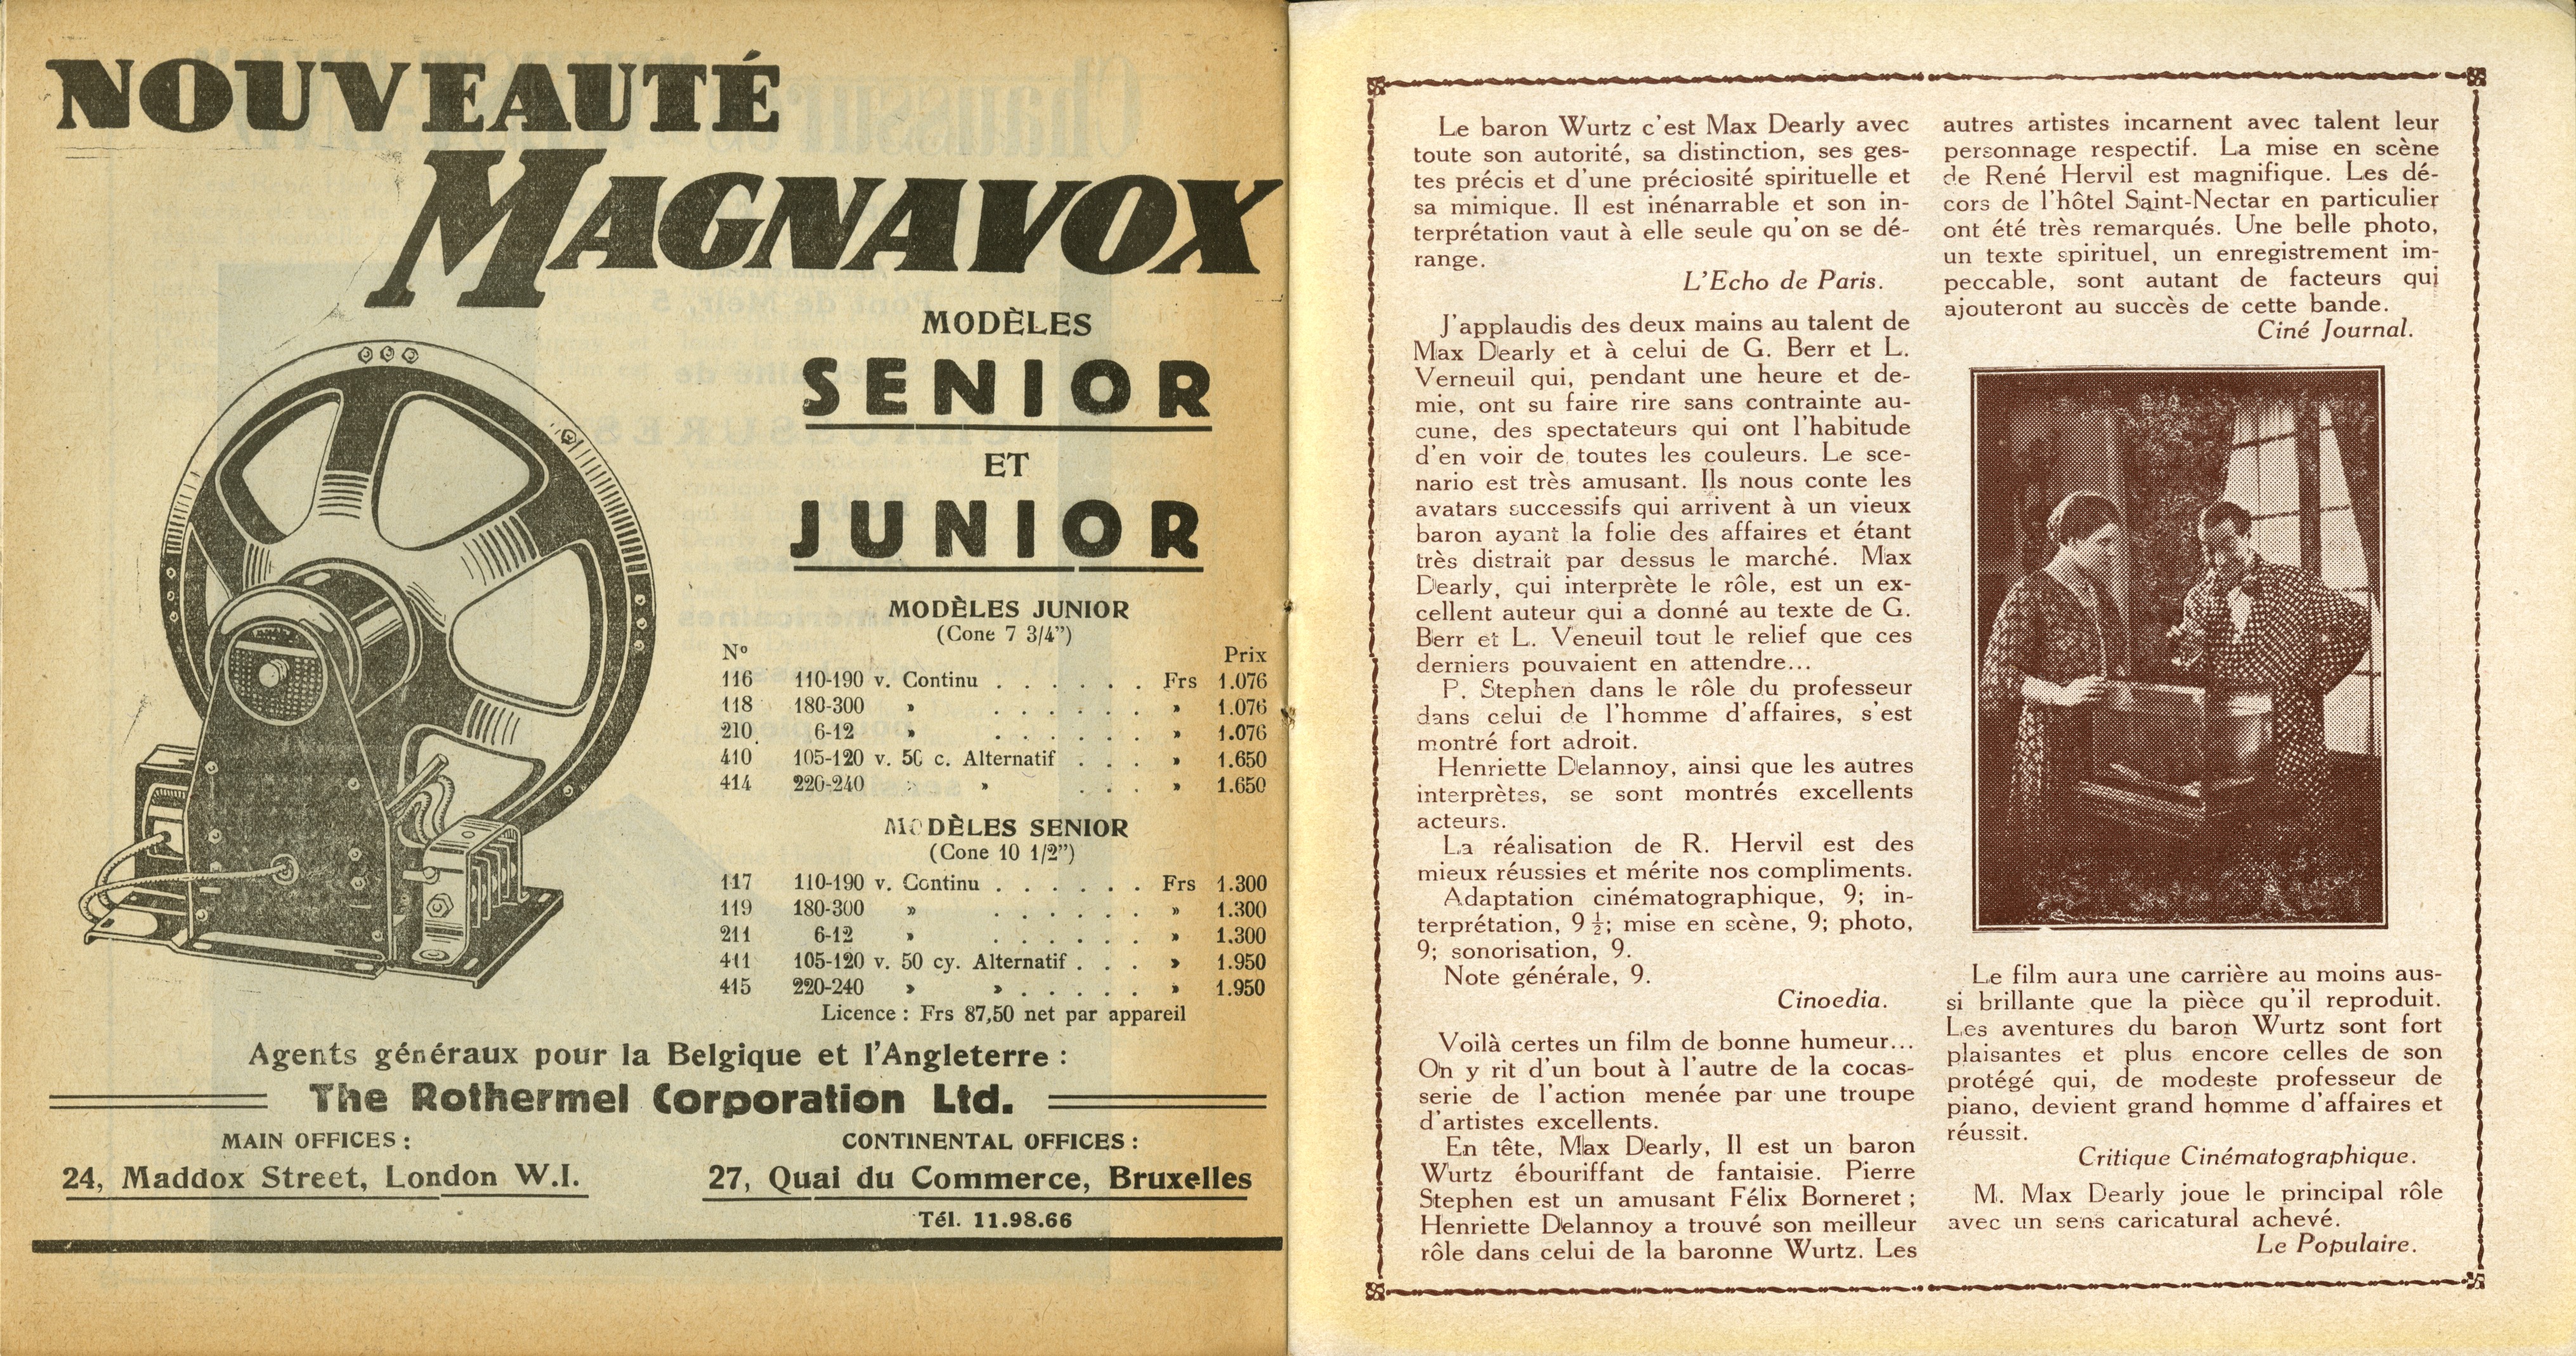 NOUVEAUTÉ
MAGNAVOX
MODÈLES
SENIOR
ET
JUNIOR
MODÈLES JUNIOR
(Cone 7 3/4”)
Nº Prix
116 110-190 v. Continu . . . . . . Frs 1.076
118 180-300 » . . . . . . » 1.076
210 6-12 » . . . . . . » 1.076
410 105-120 v. 50 c. Alternatif . . . » 1.650
414 220-240 » » . . . » 1.650
MODÈLES SENIOR
(Cone 10 1/2”)
117 110-190 v. Continu . . . . . . Frs 1.300
119 180-300 » . . . . . . » 1.300
211 6-12 » . . . . . . » 1.300
411 105-120 v. 50 cy. Alternatif . . . » 1.950
415 220-240 » » . . . . . » 1.950
Licence : Frs 87,50 net par appareil
Agents généraux pour la Belgique et l’Angleterre :
The Rothermel Corporation Ltd.
MAIN OFFICES :
24, Maddox Street, London W.I.
CONTINENTAL OFFICES :
27, Quai du Commerce, Bruxelles
Tél. 11.98.66
Le baron Wurtz c’est Max Dearly avec
toute son autorité, sa distinction, ses ges-
tes précis et d’une préciosité spirituelle et
sa mimique. Il est inénarrable et son in-
terprétation vaut à elle seule qu’on se dé-
range.
L’Echo de Paris.
J’applaudis des deux mains au talent de
Max Dearly et à celui de G. Berr et L.
Verneuil qui, pendant une heure et de-
mie, ont su faire rire sans contrainte au-
cune, des spectateurs qui ont l’habitude
d’en voir de toutes les couleurs. Le sce-
nario est très amusant. Ils nous conte les
avatars successifs qui arrivent à un vieux
baron ayant la folie des affaires et étant
très distrait par dessus le marché. Max
Dearly, qui interprète le rôle, est un ex-
cellent auteur qui a donné au texte de G.
Berr et L. Veneuil tout le relief que ces
derniers pouvaient en attendre...
P. Stephen dans le rôle du professeur
dans celui de l’homme d’affaires, s’est
montré fort adroit.
Henriette Delannoy, ainsi que les autres
interprètes, se sont montrés excellents
acteurs.
La réalisation de R. Hervil est des
mieux réussies et mérite nos compliments.
Adaptation cinématographique, 9; in-
terprétation, 9 ½; mise en scène, 9; photo,
9; sonorisation, 9.
Note générale, 9.
Cinoedia.
Voilà certes un film de bonne humeur...
On y rit d’un bout à l’autre de la cocas-
serie de l’action menée par une troupe
d’artistes excellents.
En tête, Max Dearly, Il est un baron
Wurtz ébouriffant de fantaisie. Pierre
Stephen est un amusant Félix Borneret ;
Henriette Delannoy a trouvé son meilleur
rôle dans celui de la baronne Wurtz. Les
autres artistes incarnent avec talent leur
personnage respectif. La mise en scène
de René Hervil est magnifique. Les dé-
cors de l’hôtel Saint-Nectar en particulier
ont été très remarqués. Une belle photo,
un texte spirituel, un enregistrement im-
peccable, sont autant de facteurs qui
ajouteront au succès de cette bande.
Ciné Journal.
Le film aura une carrière au moins aus-
si brillante que la pièce qu’il reproduit.
Les aventures du baron Wurtz sont fort
plaisantes et plus encore celles de son
protégé qui, de modeste professeur de
piano, devient grand homme d’affaires et
réussit.
Critique Cinématographique.
M. Max Dearly joue le principal rôle
avec un sens caricatural achevé.
Le Populaire.